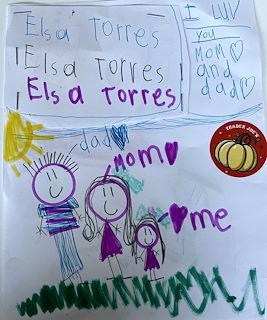 Elsa Torres
Elsa Torres
Elsa Torres
I LUV
you
MOM♡
and
dad♡
dad♥
MOM♥
♥me
TRADER JOE'S